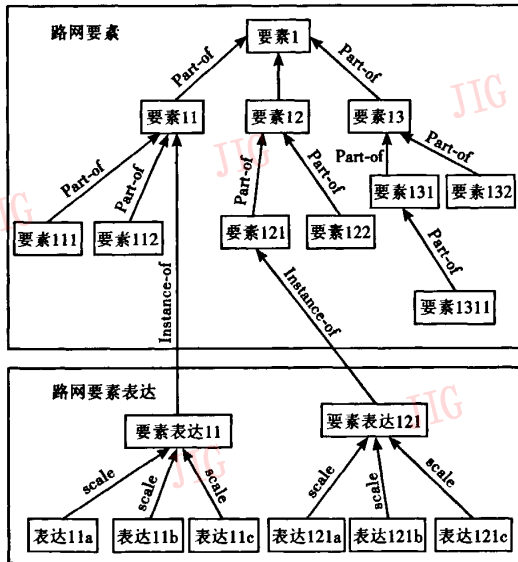 路网要素
要素1
Part-of
Part-of
要素11
要素12
要素13
Part-of
Part-of
Part-of
Part-of
Part-of
Part-of
要素131
要素132
要素111
要素112
要素121
要素122
Part-of
要素1311
Instance-of
Instance-of
路网要素表达
要素表达11
要素表达121
scale
scale
scale
scale
scale
scale
表达11a
表达11b
表达11c
表达121a
表达121b
表达121c
JIG
JIG
JIG
JIG
JIG